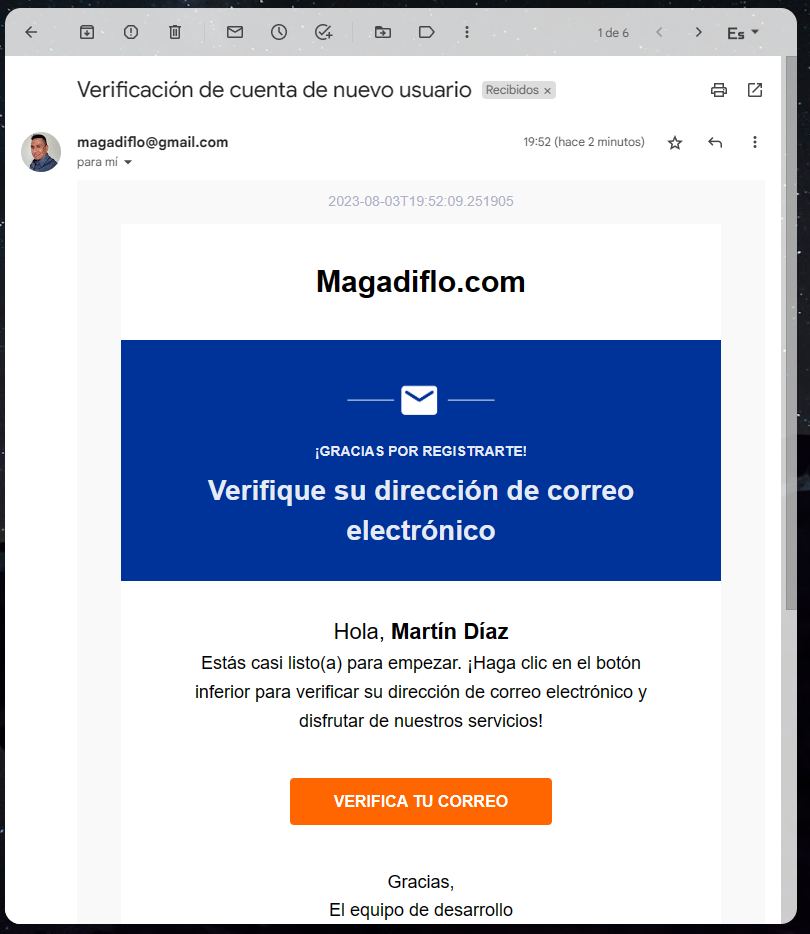 1 de 6
Es
Verificación de cuenta de nuevo usuario Recibidos ×
magadiflo@gmail.com 19:52 (hace 2 minutos)
para mí
2023-08-03T19:52:09.251905
Magadiflo.com
¡GRACIAS POR REGISTRARTE!
Verifique su dirección de correo
electrónico
Hola, Martín Díaz
Estás casi listo(a) para empezar. ¡Haga clic en el botón
inferior para verificar su dirección de correo electrónico y
disfrutar de nuestros servicios!
VERIFICA TU CORREO
Gracias,
El equipo de desarrollo